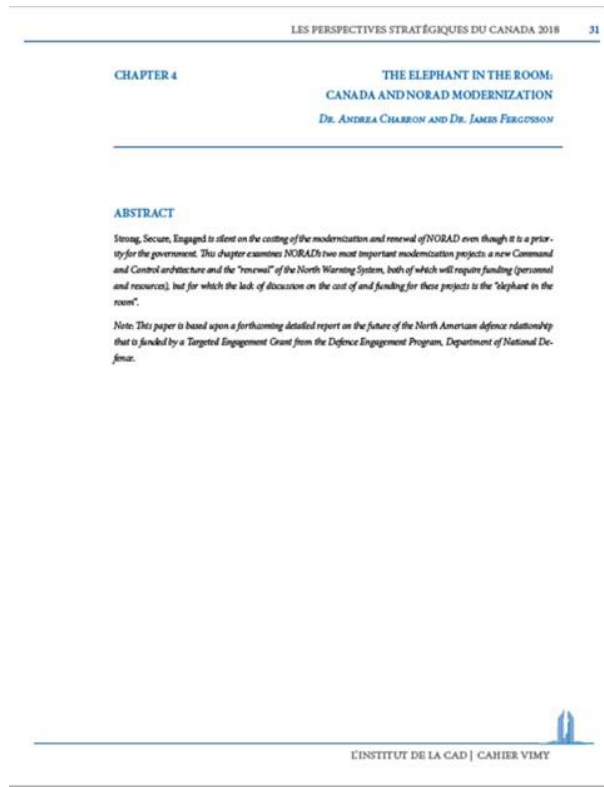 LES PERSPECTIVES STRATÉGIQUES DU CANADA 2018 31
CHAPTER 4
THE ELEPHANT IN THE ROOM:
CANADA AND NORAD MODERNIZATION
DR. ANDREA CHARRON AND DR. JAMES FERGUSSON
ABSTRACT
Strong, Secure, Engaged is silent on the costing of the modernization and renewal of NORAD even though it is a prior-
ity for the government. This chapter examines NORAD's two most important modernization projects: a new Command
and Control architecture and the "renewal" of the North Warning System, both of which will require funding (personnel
and resources), but for which the lack of discussion on the cost of and funding for these projects is the "elephant in the
room".
Note: This paper is based upon a forthcoming detailed report on the future of the North American defence relationship
that is funded by a Targeted Engagement Grant from the Defence Engagement Program, Department of National De-
fence.
L'INSTITUT DE LA CAD | CAHIER VIMY